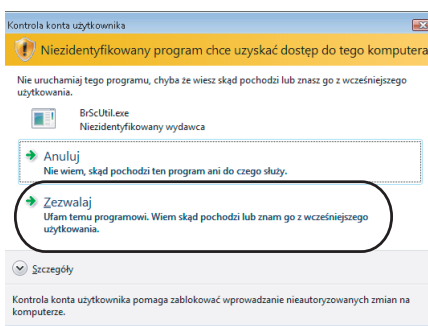 Kontrola konta użytkownika
Niezidentyfikowany program chce uzyskać dostęp do tego komputera
Nie uruchamiaj tego programu, chyba że wiesz skąd pochodzi lub znasz go z wcześniejszego
użytkowania.
BrScUtil.exe
Niezidentyfikowany wydawca
Anuluj
Nie wiem, skąd pochodzi ten program ani do czego służy.
Zezwalaj
Ufam temu programowi. Wiem skąd pochodzi lub znam go z wcześniejszego
użytkowania.
Szczegóły
Kontrola konta użytkownika pomaga zablokować wprowadzanie nieautoryzowanych zmian na
komputerze.